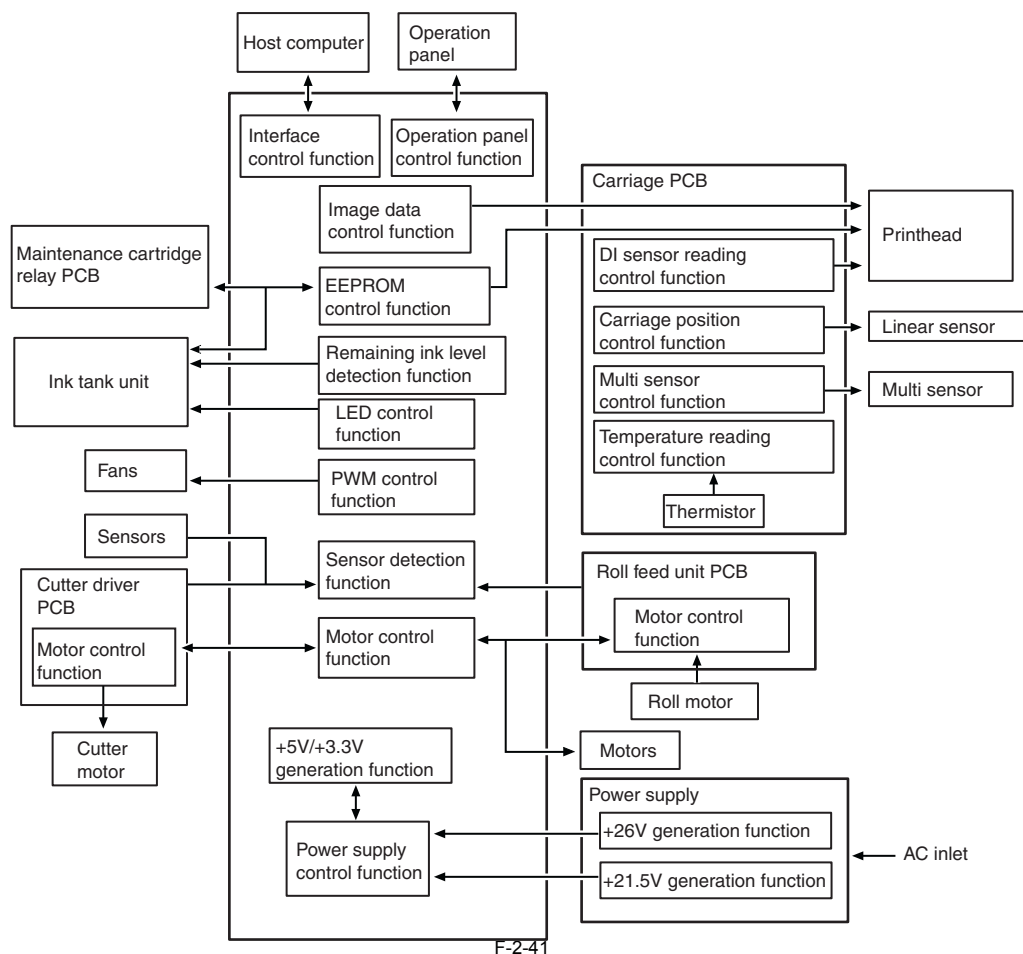 Host computer
Operation
panel
Interface
control function
Operation panel
control function
Carriage PCB
Image data
control function
Printhead
Maintenance cartridge
relay PCB
DI sensor reading
control function
EEPROM
control function
Carriage position
control function
Linear sensor
Ink tank unit
Remaining ink level
detection function
Multi sensor
control function
Multi sensor
LED control
function
Temperature reading
control function
Fans
PWM control
function
Thermistor
Sensors
Sensor detection
function
Roll feed unit PCB
Cutter driver
PCB
Motor control
function
Motor control
function
Motor control
function
Roll motor
Cutter
motor
+5V/+3.3V
generation function
Motors
Power supply
+26V generation function
Power supply
control function
AC inlet
+21.5V generation function
F-2-41